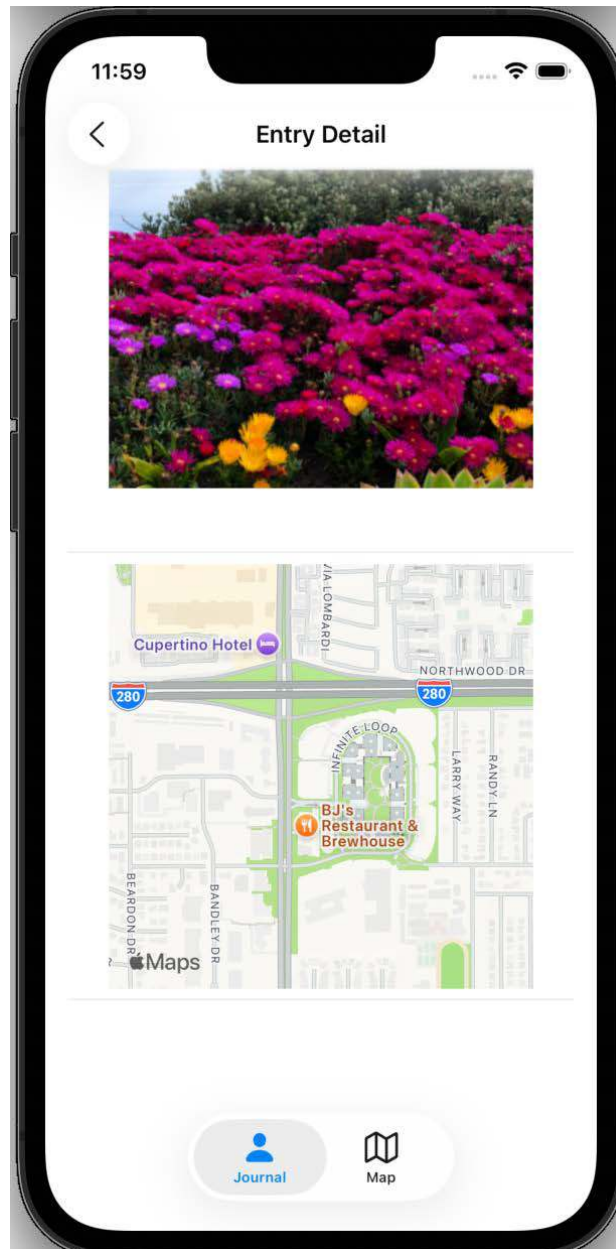 11:59
Entry Detail
VIA LOMBARDI
Cupertino Hotel
NORTHWOOD DR
280
280
INFINITE LOOP
LARRY WAY
RANDY LN
BJ's
Restaurant &
Brewhouse
BEARDON DR
BANDLEY DR
Maps
Journal
Map